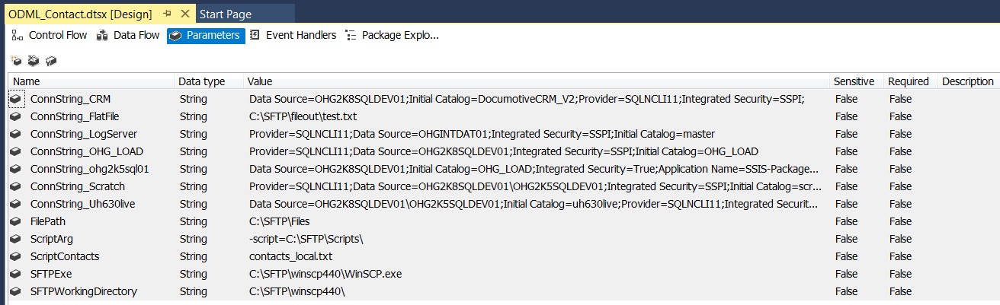 ODML_Contact.dtsx [Design] Start Page
Control Flow Data Flow Parameters Event Handlers Package Explo...
Name Data type Value Sensitive Required Description
ConnString_CRM String Data Source=OHG2K8SQLDEV01;Initial Catalog=DocumotiveCRM_V2;Provider=SQLNCLI11;Integrated Security=SSPI; False False
ConnString_FlatFile String C:\SFTP\fileout\test.txt False False
ConnString_LogServer String Provider=SQLNCLI11;Data Source=OHGINTDAT01;Integrated Security=SSPI;Initial Catalog=master False False
ConnString_OHG_LOAD String Provider=SQLNCLI11;Data Source=OHG2K8SQLDEV01;Integrated Security=SSPI;Initial Catalog=OHG_LOAD False False
ConnString_ohg2k5sql01 String Data Source=OHG2K8SQLDEV01;Initial Catalog=OHG_LOAD;Integrated Security=True;Application Name=SSIS-Package... False False
ConnString_Scratch String Provider=SQLNCLI11;Data Source=OHG2K8SQLDEV01\OHG2K5SQLDEV01;Integrated Security=SSPI;Initial Catalog=scr... False False
ConnString_Uh630live String Data Source=OHG2K8SQLDEV01\OHG2K5SQLDEV01;Initial Catalog=uh630live;Provider=SQLNCLI11;Integrated Securit... False False
FilePath String C:\SFTP\Files False False
ScriptArg String -script=C:\SFTP\Scripts\ False False
ScriptContacts String contacts_local.txt False False
SFTPExe String C:\SFTP\winscp440\WinSCP.exe False False
SFTPWorkingDirectory String C:\SFTP\winscp440\ False False